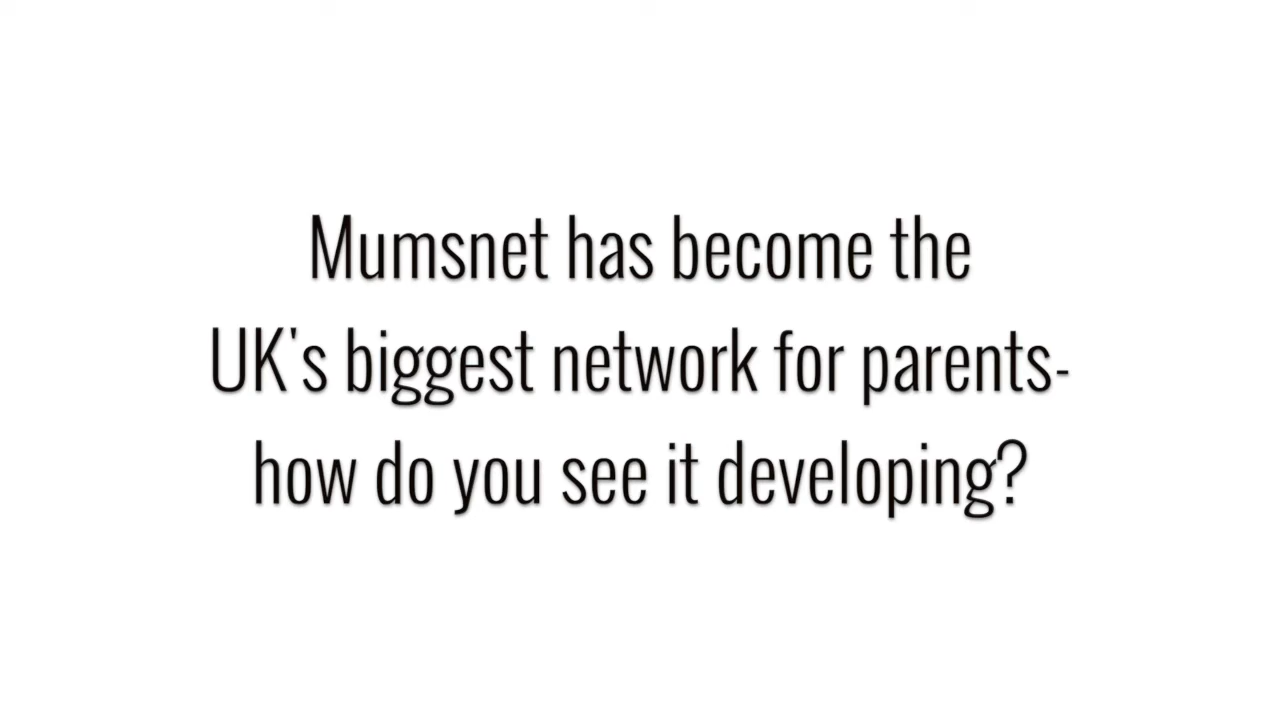 Mumsnet has become the
UK's biggest network for parents-
how do you see it developing?